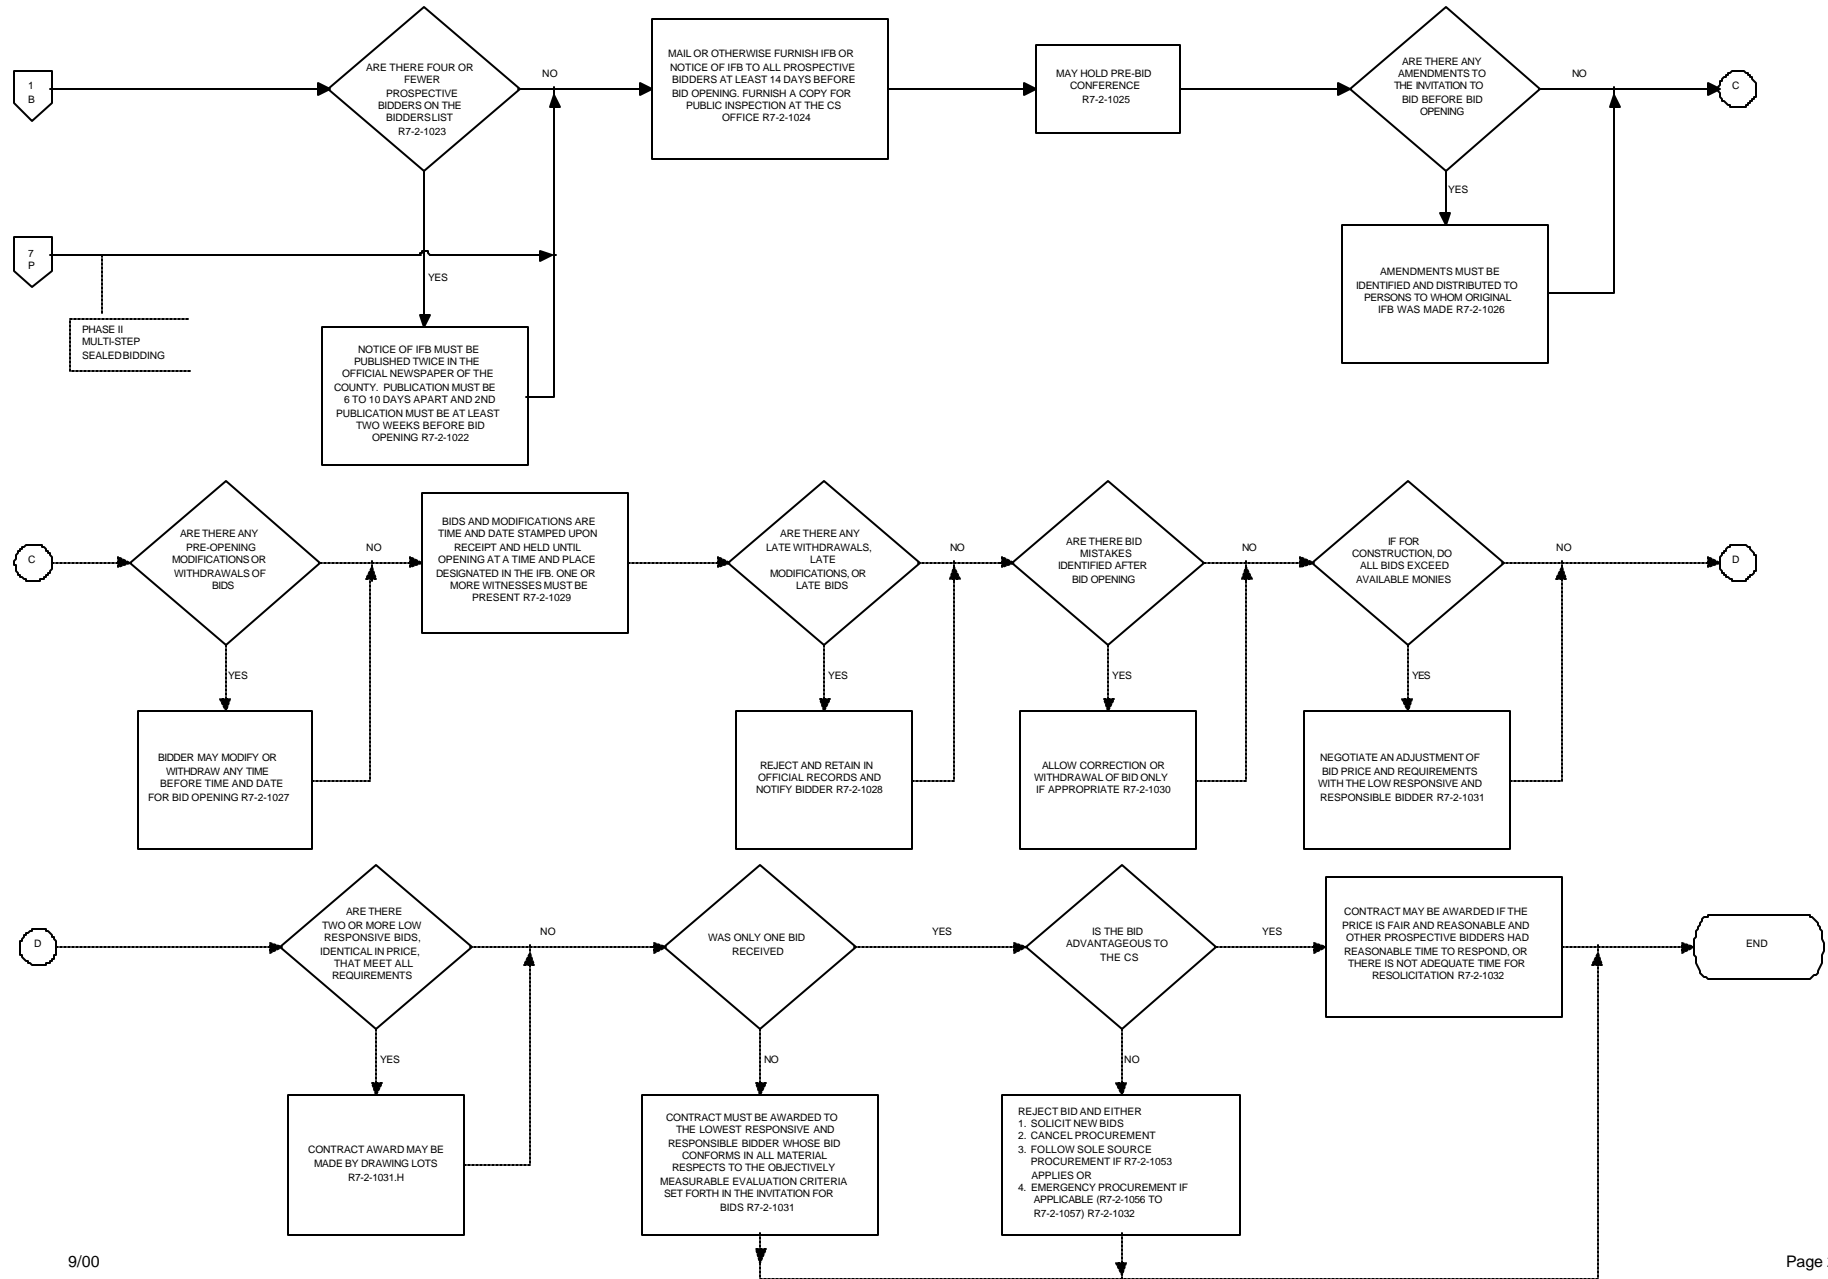 1
B
ARE THERE FOUR OR
FEWER
PROSPECTIVE
BIDDERS ON THE
BIDDERS LIST
R7-2-1023
NO
MAIL OR OTHERWISE FURNISH IFB OR
NOTICE OF IFB TO ALL PROSPECTIVE
BIDDERS AT LEAST 14 DAYS BEFORE
BID OPENING. FURNISH A COPY FOR
PUBLIC INSPECTION AT THE CS
OFFICE R7-2-1024
MAY HOLD PRE-BID
CONFERENCE
R7-2-1025
ARE THERE ANY
AMENDMENTS TO
THE INVITATION TO
BID BEFORE BID
OPENING
NO
C
YES
7
P
YES
PHASE II
MULTI-STEP
SEALED BIDDING
AMENDMENTS MUST BE
IDENTIFIED AND DISTRIBUTED TO
PERSONS TO WHOM ORIGINAL
IFB WAS MADE R7-2-1026
NOTICE OF IFB MUST BE
PUBLISHED TWICE IN THE
OFFICIAL NEWSPAPER OF THE
COUNTY. PUBLICATION MUST BE
6 TO 10 DAYS APART AND 2ND
PUBLICATION MUST BE AT LEAST
TWO WEEKS BEFORE BID
OPENING R7-2-1022
C
ARE THERE ANY
PRE-OPENING
MODIFICATIONS OR
WITHDRAWALS OF
BIDS
NO
BIDS AND MODIFICATIONS ARE
TIME AND DATE STAMPED UPON
RECEIPT AND HELD UNTIL
OPENING AT A TIME AND PLACE
DESIGNATED IN THE IFB. ONE OR
MORE WITNESSES MUST BE
PRESENT R7-2-1029
ARE THERE ANY
LATE WITHDRAWALS,
LATE
MODIFICATIONS, OR
LATE BIDS
NO
ARE THERE BID
MISTAKES
IDENTIFIED AFTER
BID OPENING
NO
IF FOR
CONSTRUCTION, DO
ALL BIDS EXCEED
AVAILABLE MONIES
NO
D
YES
YES
YES
YES
BIDDER MAY MODIFY OR
WITHDRAW ANY TIME
BEFORE TIME AND DATE
FOR BID OPENING R7-2-1027
REJECT AND RETAIN IN
OFFICIAL RECORDS AND
NOTIFY BIDDER R7-2-1028
ALLOW CORRECTION OR
WITHDRAWAL OF BID ONLY
IF APPROPRIATE R7-2-1030
NEGOTIATE AN ADJUSTMENT OF
BID PRICE AND REQUIREMENTS
WITH THE LOW RESPONSIVE AND
RESPONSIBLE BIDDER R7-2-1031
D
ARE THERE
TWO OR MORE LOW
RESPONSIVE BIDS,
IDENTICAL IN PRICE,
THAT MEET ALL
REQUIREMENTS
NO
WAS ONLY ONE BID
RECEIVED
YES
IS THE BID
ADVANTAGEOUS TO
THE CS
YES
CONTRACT MAY BE AWARDED IF THE
PRICE IS FAIR AND REASONABLE AND
OTHER PROSPECTIVE BIDDERS HAD
REASONABLE TIME TO RESPOND, OR
THERE IS NOT ADEQUATE TIME FOR
RESOLICITATION R7-2-1032
END
YES
NO
NO
CONTRACT AWARD MAY BE
MADE BY DRAWING LOTS
R7-2-1031.H
CONTRACT MUST BE AWARDED TO
THE LOWEST RESPONSIVE AND
RESPONSIBLE BIDDER WHOSE BID
CONFORMS IN ALL MATERIAL
RESPECTS TO THE OBJECTIVELY
MEASURABLE EVALUATION CRITERIA
SET FORTH IN THE INVITATION FOR
BIDS R7-2-1031
REJECT BID AND EITHER
1. SOLICIT NEW BIDS
2. CANCEL PROCUREMENT
3. FOLLOW SOLE SOURCE
PROCUREMENT IF R7-2-1053
APPLIES OR
4. EMERGENCY PROCUREMENT IF
APPLICABLE (R7-2-1056 TO
R7-2-1057) R7-2-1032
9/00
Page